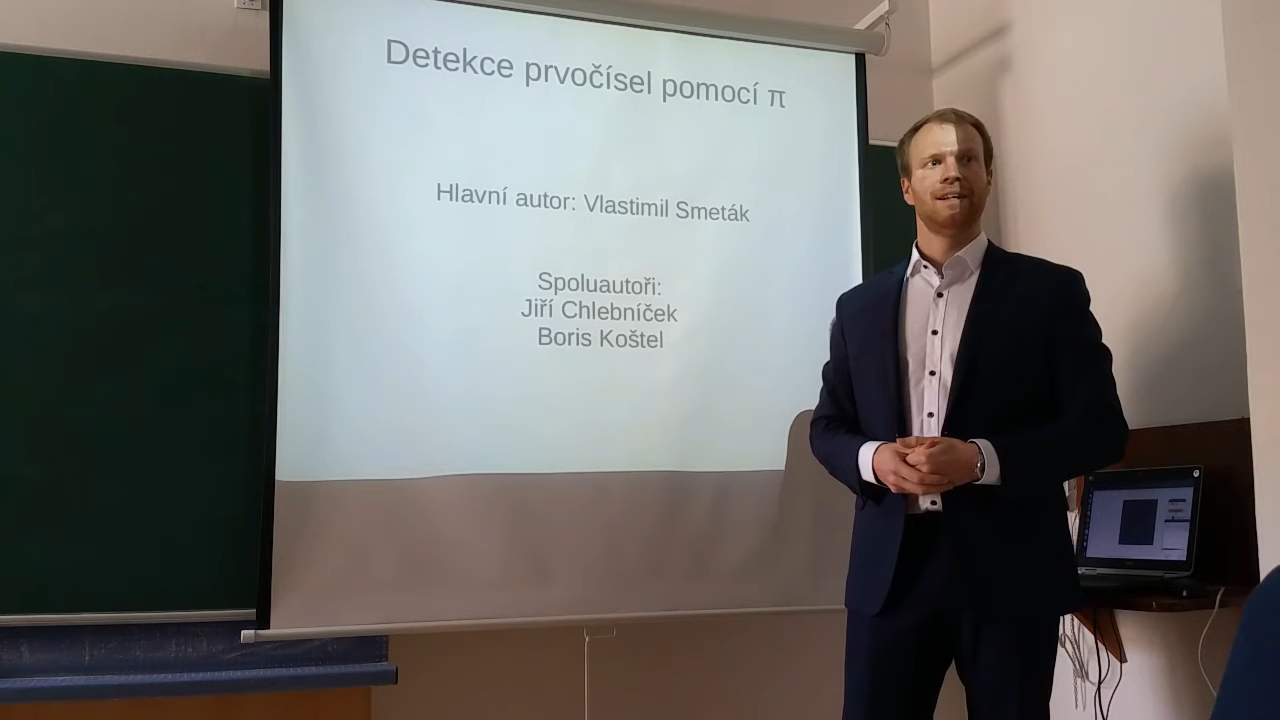 Detekce prvočísel pomocí π
Hlavní autor: Vlastimil Smeták
Spoluautoři:
Jiří Chlebníček
Boris Koštel